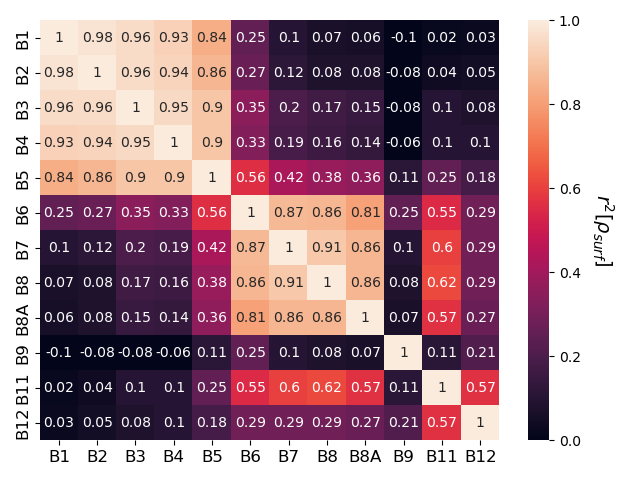 B1 1 0.98 0.96 0.93 0.84 0.25 0.1 0.07 0.06 -0.1 0.02 0.03
B2 0.98 1 0.96 0.94 0.86 0.27 0.12 0.08 0.08 -0.08 0.04 0.05
B3 0.96 0.96 1 0.95 0.9 0.35 0.2 0.17 0.15 -0.08 0.1 0.08
B4 0.93 0.94 0.95 1 0.9 0.33 0.19 0.16 0.14 -0.06 0.1 0.1
B5 0.84 0.86 0.9 0.9 1 0.56 0.42 0.38 0.36 0.11 0.25 0.18
B6 0.25 0.27 0.35 0.33 0.56 1 0.87 0.86 0.81 0.25 0.55 0.29
B7 0.1 0.12 0.2 0.19 0.42 0.87 1 0.91 0.86 0.1 0.6 0.29
B8 0.07 0.08 0.17 0.16 0.38 0.86 0.91 1 0.86 0.08 0.62 0.29
B8A 0.06 0.08 0.15 0.14 0.36 0.81 0.86 0.86 1 0.07 0.57 0.27
B9 -0.1 -0.08 -0.08 -0.06 0.11 0.25 0.1 0.08 0.07 1 0.11 0.21
B11 0.02 0.04 0.1 0.1 0.25 0.55 0.6 0.62 0.57 0.11 1 0.57
B12 0.03 0.05 0.08 0.1 0.18 0.29 0.29 0.29 0.27 0.21 0.57 1
B1 B2 B3 B4 B5 B6 B7 B8 B8A B9 B11 B12
1.0
0.8
0.6
0.4
0.2
0.0
r²[ρsurf]